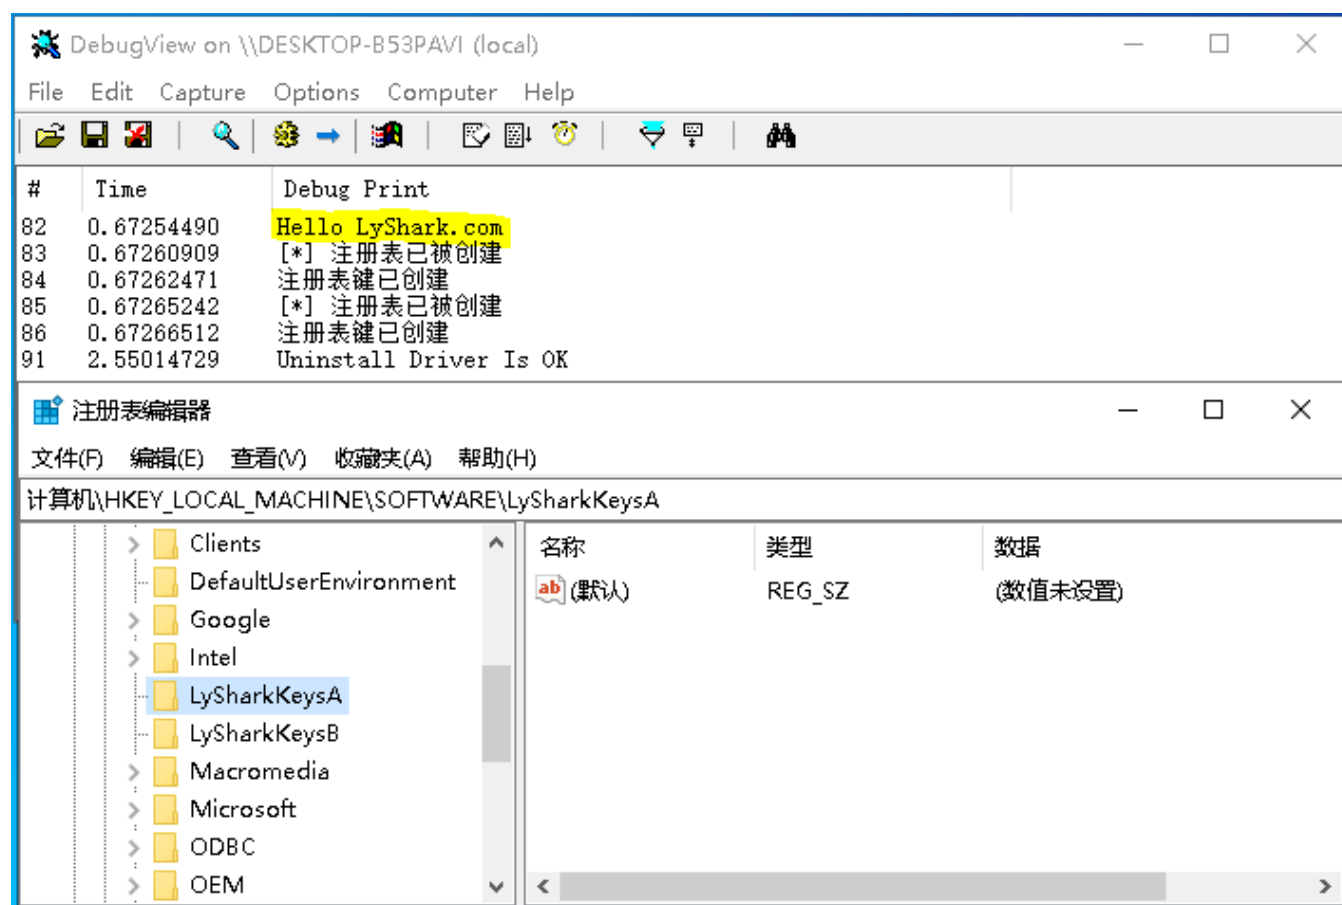 DebugView on \\DESKTOP-B53PAVI (local)
File Edit Capture Options Computer Help
# Time Debug Print
82 0.67254490 Hello LyShark.com
83 0.67260909 [*] 注册表已被创建
84 0.67262471 注册表键已创建
85 0.67265242 [*] 注册表已被创建
86 0.67266512 注册表键已创建
91 2.55014729 Uninstall Driver Is OK
注册表编辑器
文件(F) 编辑(E) 查看(V) 收藏夹(A) 帮助(H)
计算机\HKEY_LOCAL_MACHINE\SOFTWARE\LySharkKeysA
Clients
DefaultUserEnvironment
Google
Intel
LySharkKeysA
LySharkKeysB
Macromedia
Microsoft
ODBC
OEM
名称 类型 数据
ab (默认) REG_SZ (数值未设置)